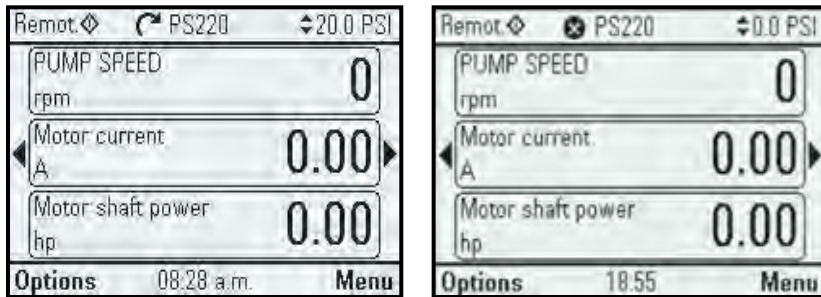 Remot. PS220 20.0 PSI
PUMP SPEED
0
rpm
Motor current
0.00
A
Motor shaft power
0.00
hp
Options 08:28 a.m. Menu
Remot. PS220 0.0 PSI
PUMP SPEED
0
rpm
Motor current
0.00
A
Motor shaft power
0.00
hp
Options 18:55 Menu